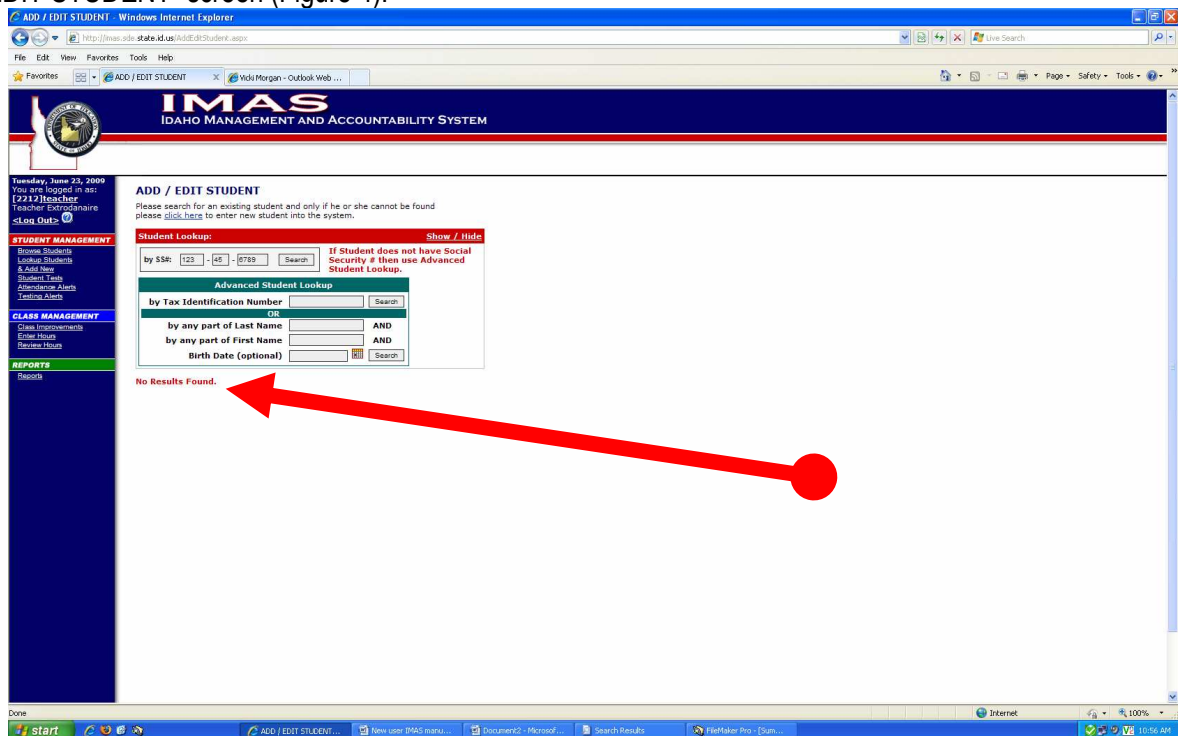 EDIT STUDENT" screen (Figure 4).
ADD / EDIT STUDENT - Windows Internet Explorer
http://imas.sde.state.id.us/AddEditStudent.aspx
Live Search
File Edit View Favorites Tools Help
Favorites ADD / EDIT STUDENT X Vicki Morgan - Outlook Web ... Page Safety Tools
IMAS
IDAHO MANAGEMENT AND ACCOUNTABILITY SYSTEM
Tuesday, June 23, 2009
You are logged in as:
[2212]teacher
Teacher Extrodanaire
<Log Out>
STUDENT MANAGEMENT
Browse Students
Lookup Students
& Add New
Student Tests
Attendance Alerts
Testing Alerts
CLASS MANAGEMENT
Class Improvements
Enter Hours
Review Hours
REPORTS
Reports
ADD / EDIT STUDENT
Please search for an existing student and only if he or she cannot be found
please click here to enter new student into the system.
Student Lookup: Show / Hide
by SS#: 123 - 45 - 6789 Search
If Student does not have Social
Security # then use Advanced
Student Lookup.
Advanced Student Lookup
by Tax Identification Number Search
OR
by any part of Last Name AND
by any part of First Name AND
Birth Date (optional) Search
No Results Found.
Done Internet 100%
start ADD / EDIT STUDENT... New user IMAS manu... Document2 - Microsof... Search Results FileMaker Pro - [Sum... 10:56 AM